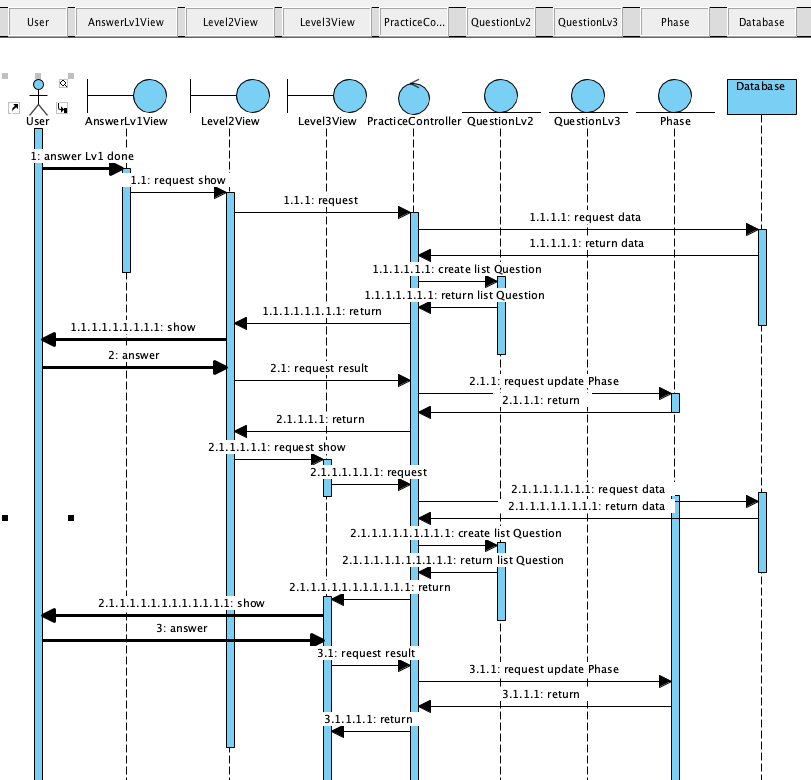 User AnswerLv1View Level2View Level3View PracticeCo... QuestionLv2 QuestionLv3 Phase Database
Database
User AnswerLv1View Level2View Level3View PracticeController QuestionLv2 QuestionLv3 Phase
1: answer Lv1 done
1.1: request show
1.1.1: request
1.1.1.1: request data
1.1.1.1.1: return data
1.1.1.1.1.1: create list Question
1.1.1.1.1.1.1: return list Question
1.1.1.1.1.1.1.1: return
1.1.1.1.1.1.1.1.1: show
2: answer
2.1: request result
2.1.1: request update Phase
2.1.1.1: return
2.1.1.1.1: return
2.1.1.1.1.1: request show
2.1.1.1.1.1.1: request
2.1.1.1.1.1.1.1: request data
2.1.1.1.1.1.1.1.1: return data
2.1.1.1.1.1.1.1.1.1: create list Question
2.1.1.1.1.1.1.1.1.1.1: return list Question
2.1.1.1.1.1.1.1.1.1.1.1: return
2.1.1.1.1.1.1.1.1.1.1.1.1: show
3: answer
3.1: request result
3.1.1: request update Phase
3.1.1.1: return
3.1.1.1.1: return